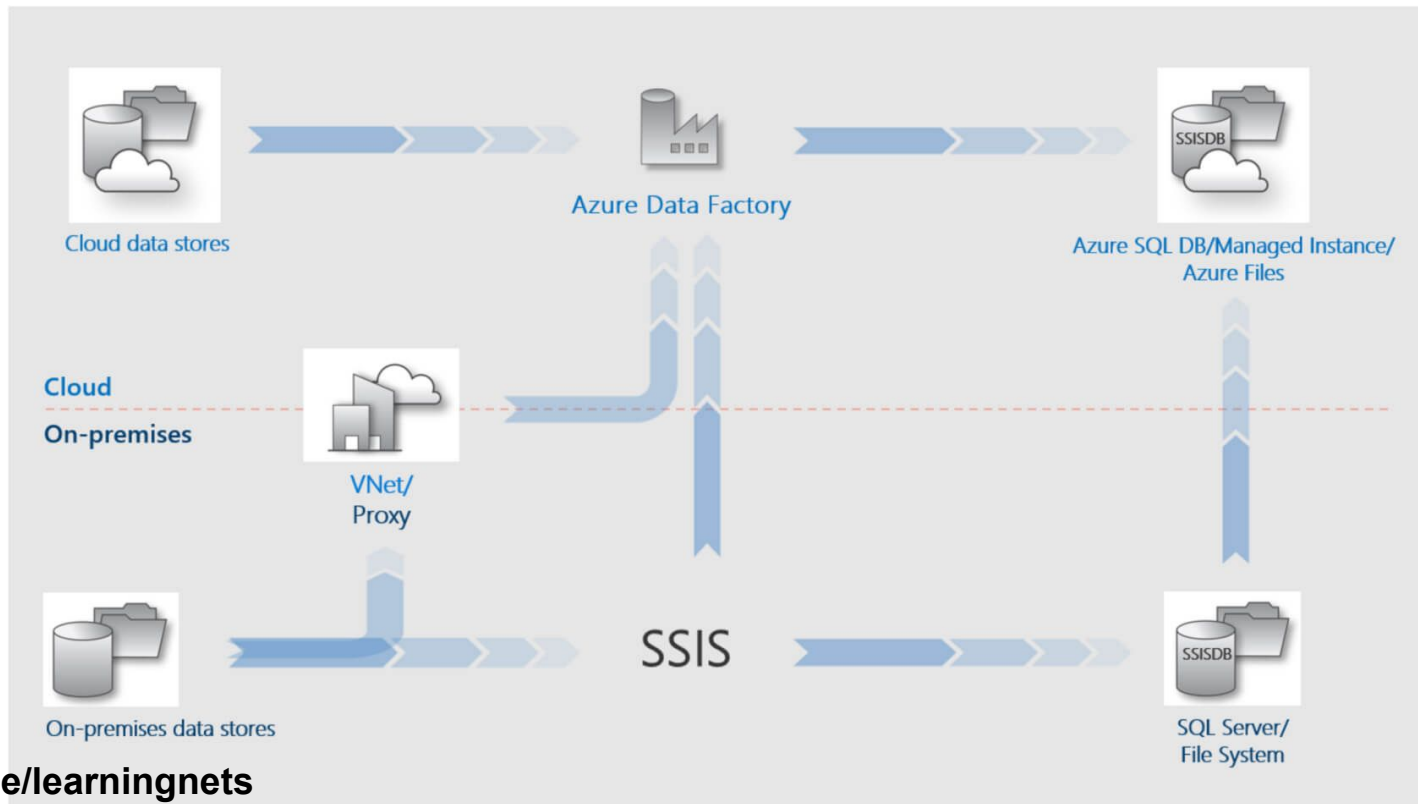 SSISDB
Azure Data Factory
Cloud data stores
Azure SQL DB/Managed Instance/
Azure Files
Cloud
On-premises
VNet/
Proxy
SSIS
SSISDB
On-premises data stores
SQL Server/
File System
e/learningnets